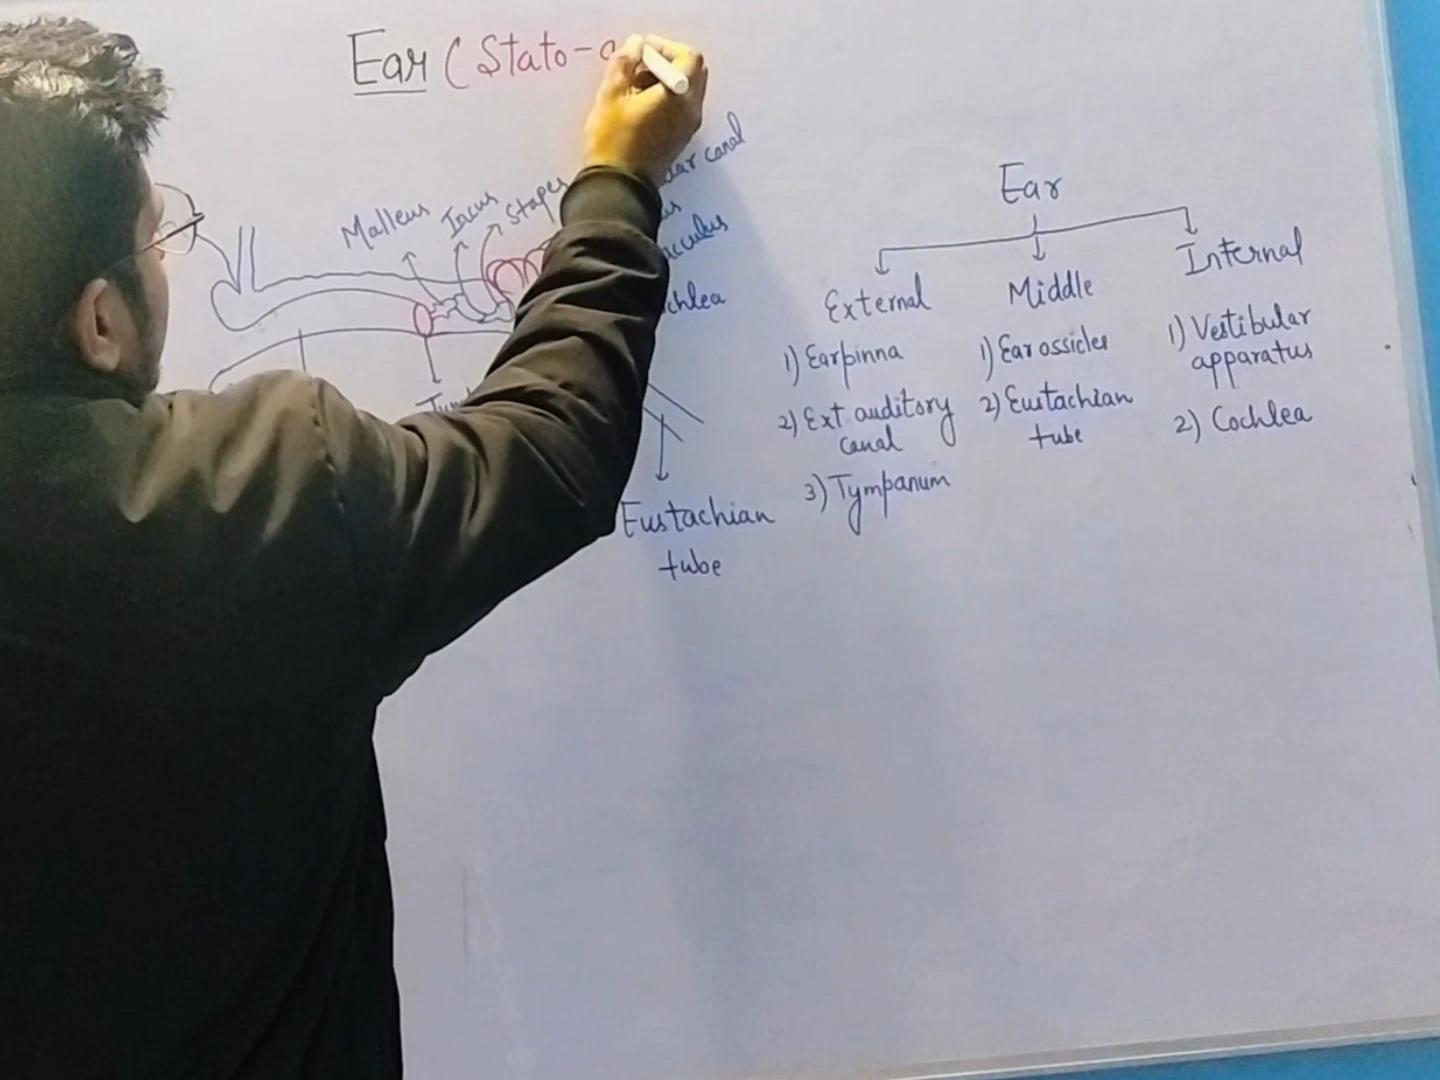 Ear (Stato-
canal
Malleus Incus Stapes
Eustachian
tube
Ear
External Middle Internal
1) Earpinna
2) Ext auditory
canal
3) Tympanum
1) Ear ossicles
2) Eustachian
tube
1) Vestibular
apparatus
2) Cochlea